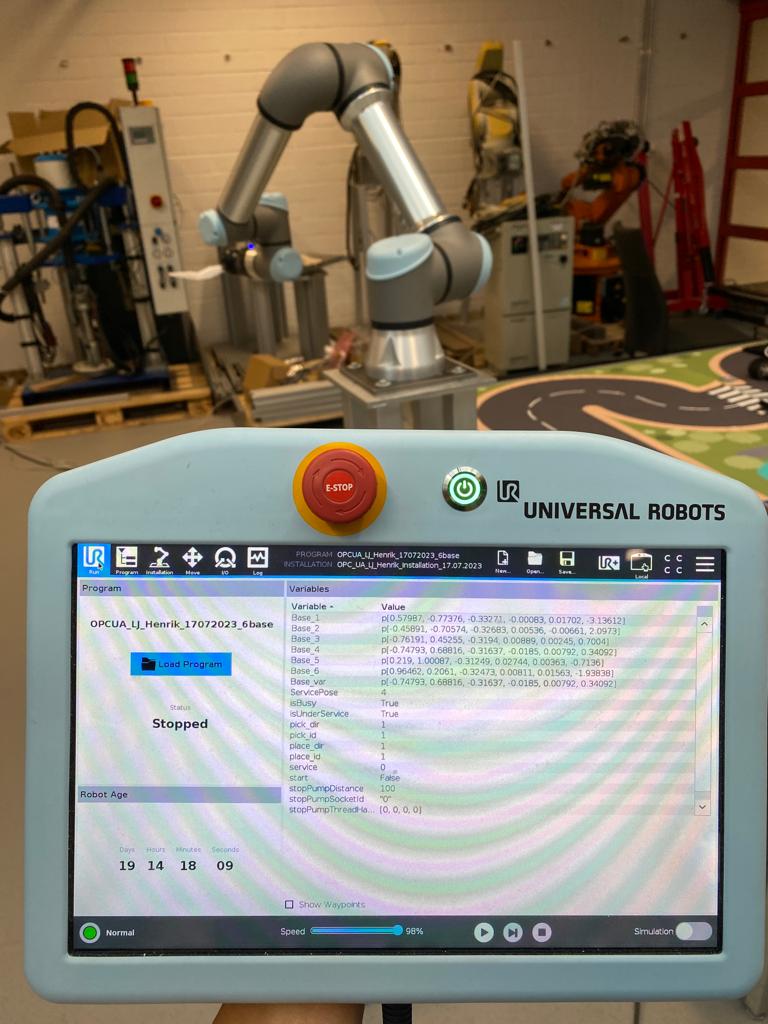 E-STOP
UR
UNIVERSAL ROBOTS
UR
Run
Program
Installation
Move
I/O
Log
PROGRAM OPCUA_LJ_Henrik_17072023_6base
INSTALLATION OPC_UA_LJ_Henrik_Installation_17.07.2023
New...
Open...
Save...
UR+
Local
C C
C C
Program
OPCUA_LJ_Henrik_17072023_6base
Load Program
Status
Stopped
Robot Age
Days Hours Minutes Seconds
19 14 18 09
Variables
Variable Value
Base_1 p[0.57987, -0.77376, -0.33271, -0.00083, 0.01702, -3.13612]
Base_2 p[-0.45891, -0.70574, -0.32683, 0.00536, -0.00661, 2.0973]
Base_3 p[-0.76191, 0.45255, -0.3194, 0.00889, 0.00245, 0.7004]
Base_4 p[-0.74793, 0.68816, -0.31637, -0.0185, 0.00792, 0.34092]
Base_5 p[0.219, 1.00087, -0.31249, 0.02744, 0.00363, -0.7136]
Base_6 p[0.96462, 0.2061, -0.32473, 0.00811, 0.01563, -1.93838]
Base_var p[-0.74793, 0.68816, -0.31637, -0.0185, 0.00792, 0.34092]
ServicePose 4
isBusy True
isUnderService True
pick_dir 1
pick_id 1
place_dir 1
place_id 1
service 0
start False
stopPumpDistance 100
stopPumpSocketId "0"
stopPumpThreadHa... [0, 0, 0, 0]
Show Waypoints
Normal
Speed 98%
Simulation